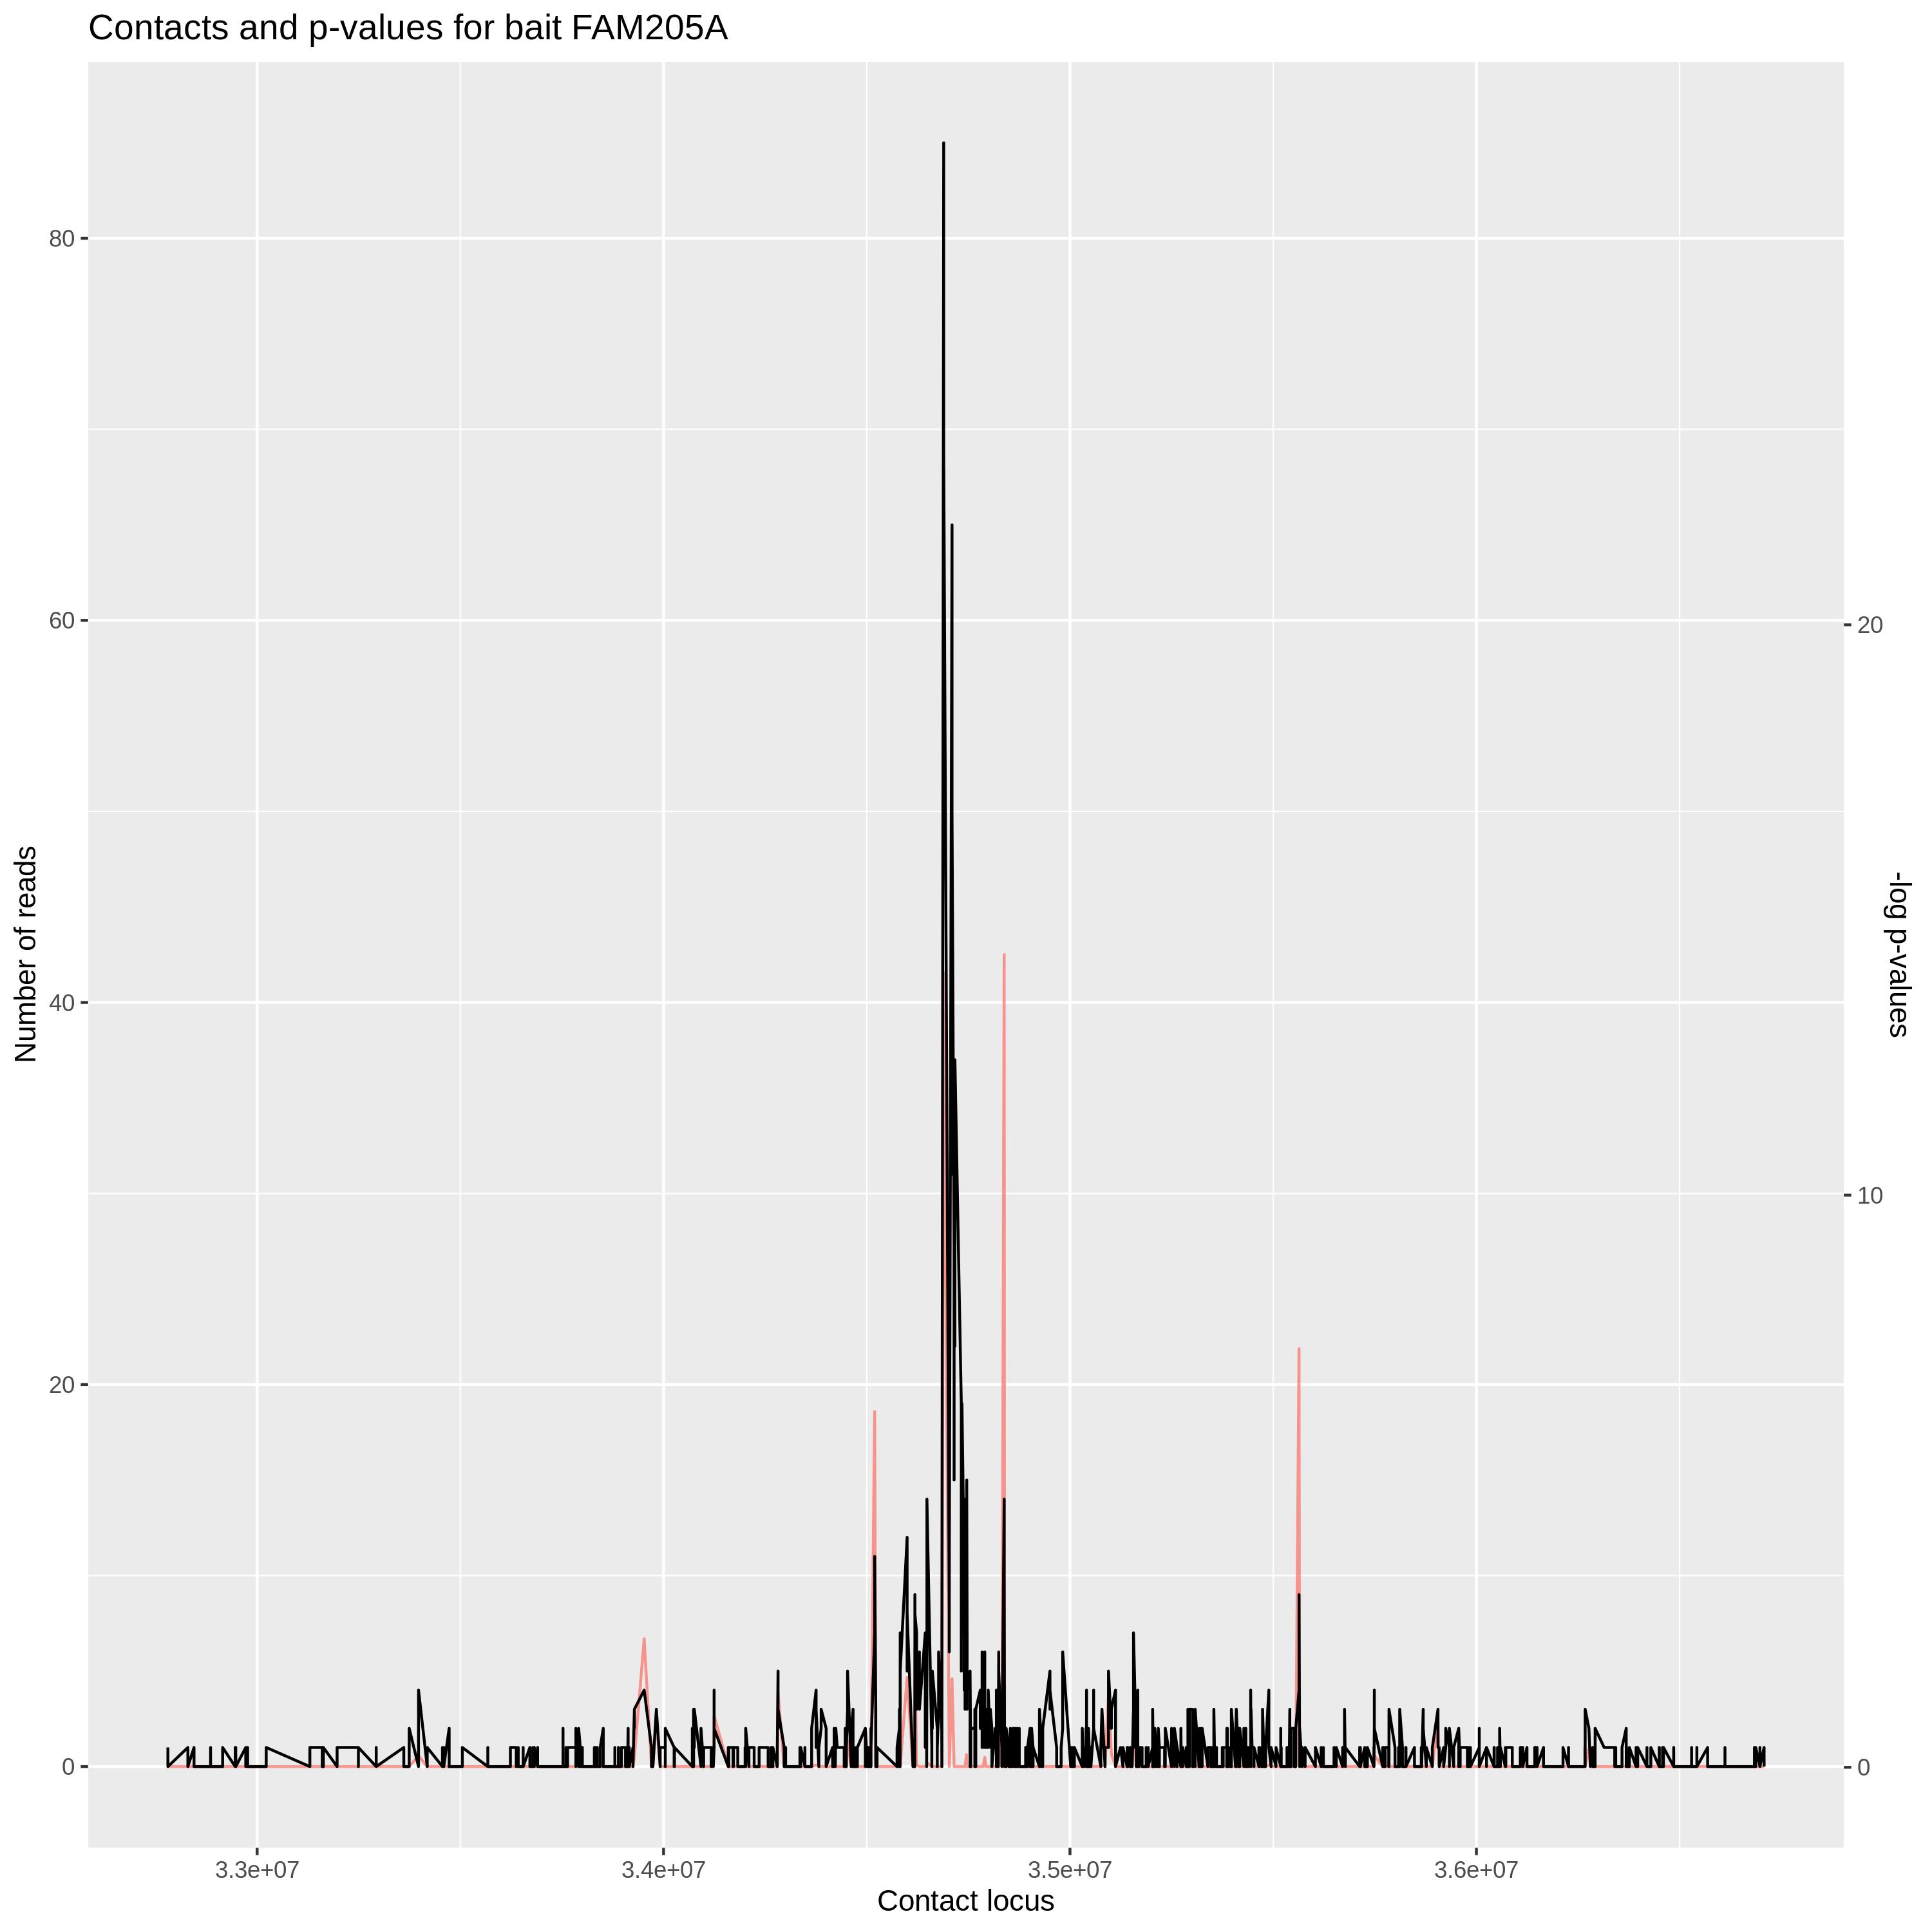 Contacts and p-values for bait FAM205A
80
60
40
20
0
Number of reads
20
10
0
-log p-values
3.3e+07
3.4e+07
3.5e+07
3.6e+07
Contact locus